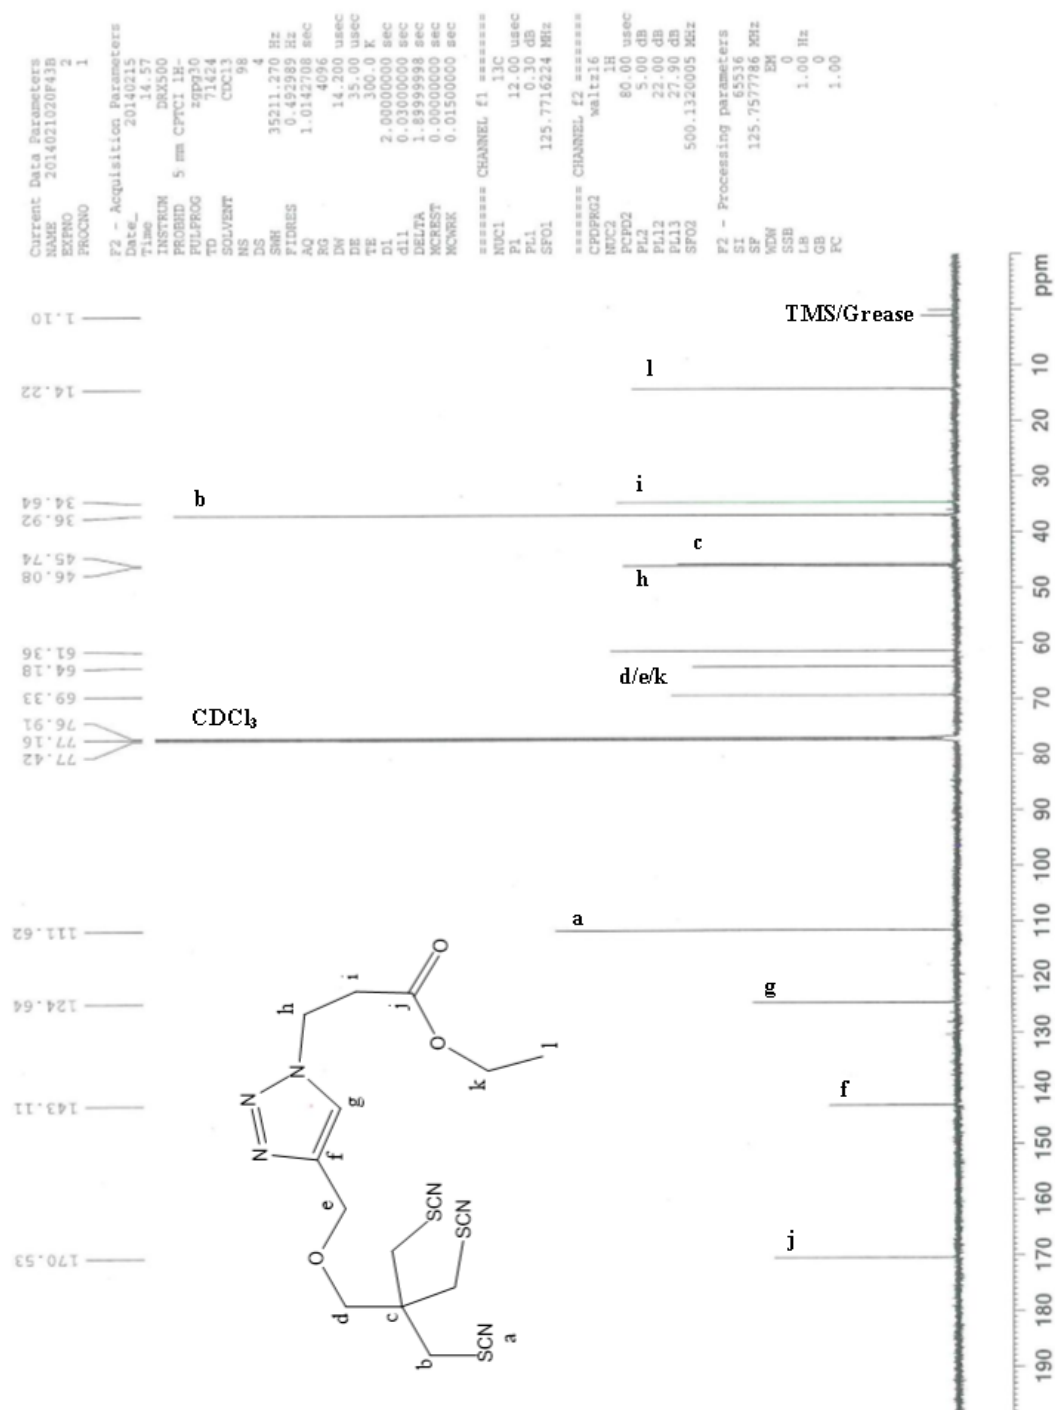 Current Data Parameters
NAME 2014021020F43B
EXPNO 2
PROCNO 1
F2 - Acquisition Parameters
Date_ 20140215
Time 14.57
INSTRUM DRX500
PROBHD 5 mm CPTCI 1H-
PULPROG zgpg30
TD 71424
SOLVENT CDCl3
NS 98
DS 4
SWH 35211.270 Hz
FIDRES 0.492989 Hz
AQ 1.0142708 sec
RG 4096
DW 14.200 usec
DE 35.00 usec
TE 300.0 K
D1 2.00000000 sec
d11 0.03000000 sec
DELTA 1.89999998 sec
MCREST 0.00000000 sec
MCWRK 0.01500000 sec
======== CHANNEL f1 ========
NUC1 13C
P1 12.00 usec
PL1 0.30 dB
SFO1 125.7716224 MHz
======== CHANNEL f2 ========
CPDPRG2 waltz16
NUC2 1H
PCPD2 80.00 usec
PL2 5.00 dB
PL12 22.00 dB
PL13 27.90 dB
SFO2 500.1320005 MHz
F2 - Processing parameters
SI 65536
SF 125.7577786 MHz
WDW EM
SSB 0
LB 1.00 Hz
GB 0
PC 1.00
170.53
143.11
124.64
111.62
77.42
77.16
76.91
69.33
64.18
61.36
46.08
45.74
36.92
34.64
14.22
1.10
TMS/Grease
l
i
b
c
h
d/e/k
CDCl₃
a
g
f
j
O
i
j
h
O
l
k
N
N
N
g
f
e
O
d
c
b
SCN
SCN
SCN
a
190 180 170 160 150 140 130 120 110 100 90 80 70 60 50 40 30 20 10 ppm